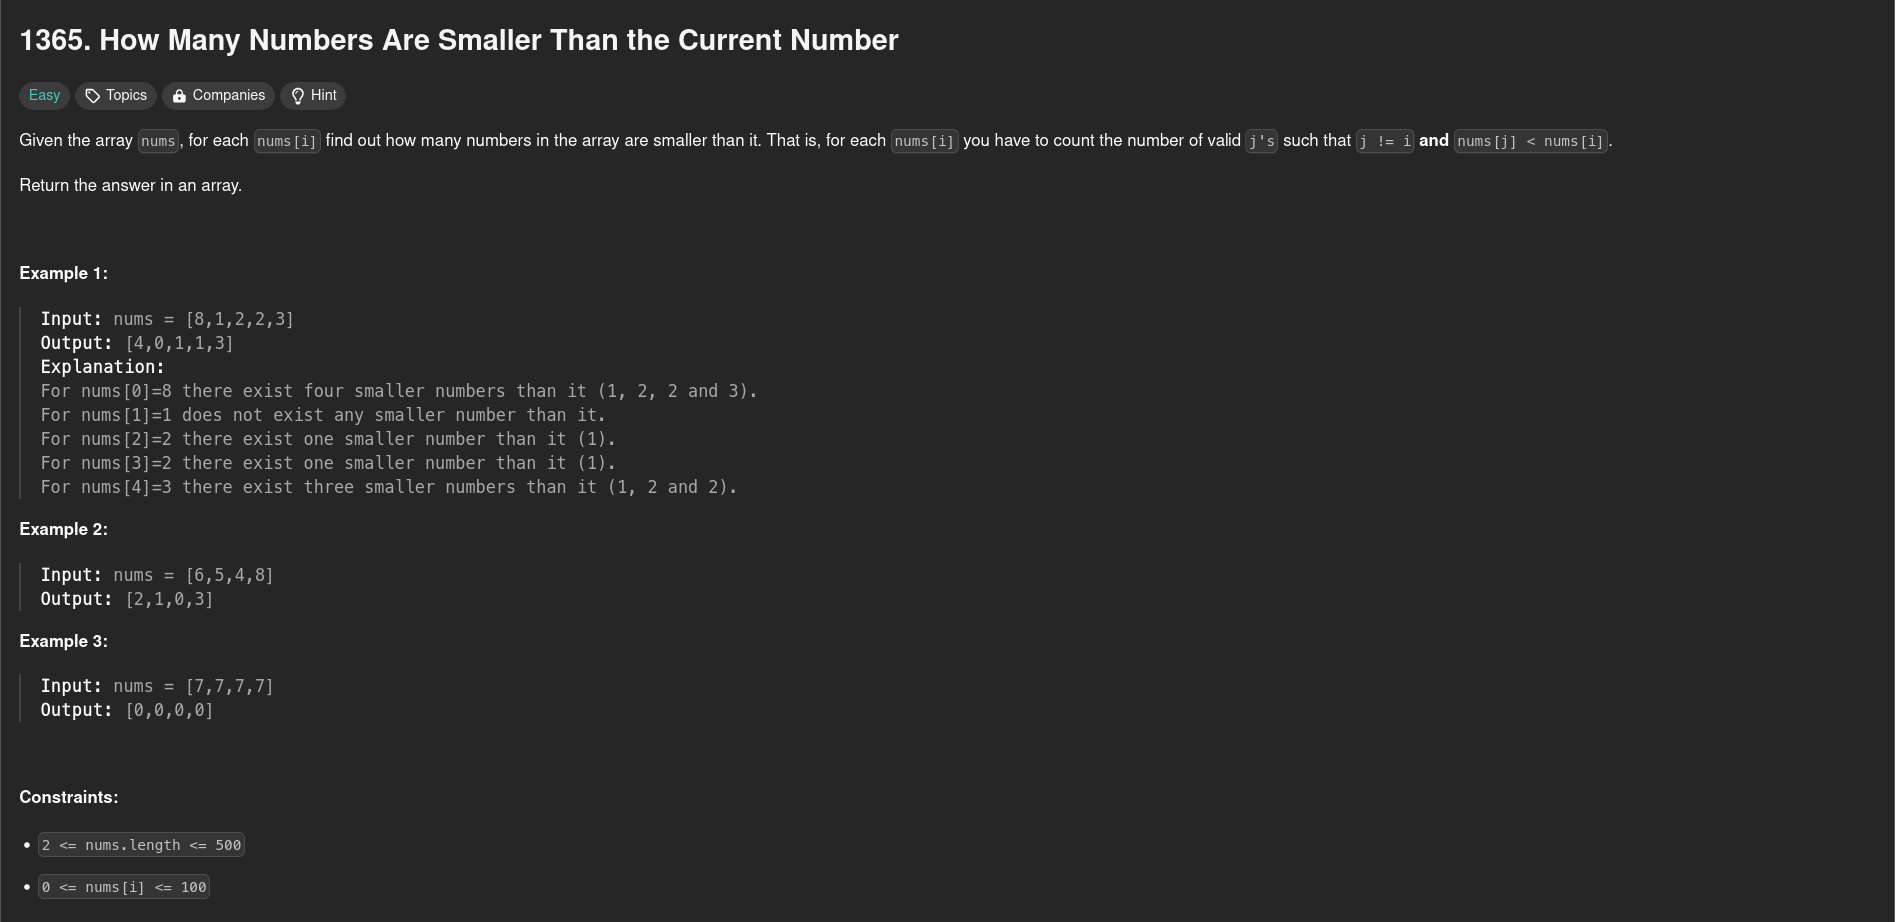 1365. How Many Numbers Are Smaller Than the Current Number
Easy Topics Companies Hint
Given the array nums, for each nums[i] find out how many numbers in the array are smaller than it. That is, for each nums[i] you have to count the number of valid j's such that j != i and nums[j] < nums[i].
Return the answer in an array.
Example 1:
Input: nums = [8,1,2,2,3]
Output: [4,0,1,1,3]
Explanation:
For nums[0]=8 there exist four smaller numbers than it (1, 2, 2 and 3).
For nums[1]=1 does not exist any smaller number than it.
For nums[2]=2 there exist one smaller number than it (1).
For nums[3]=2 there exist one smaller number than it (1).
For nums[4]=3 there exist three smaller numbers than it (1, 2 and 2).
Example 2:
Input: nums = [6,5,4,8]
Output: [2,1,0,3]
Example 3:
Input: nums = [7,7,7,7]
Output: [0,0,0,0]
Constraints:
• 2 <= nums.length <= 500
• 0 <= nums[i] <= 100